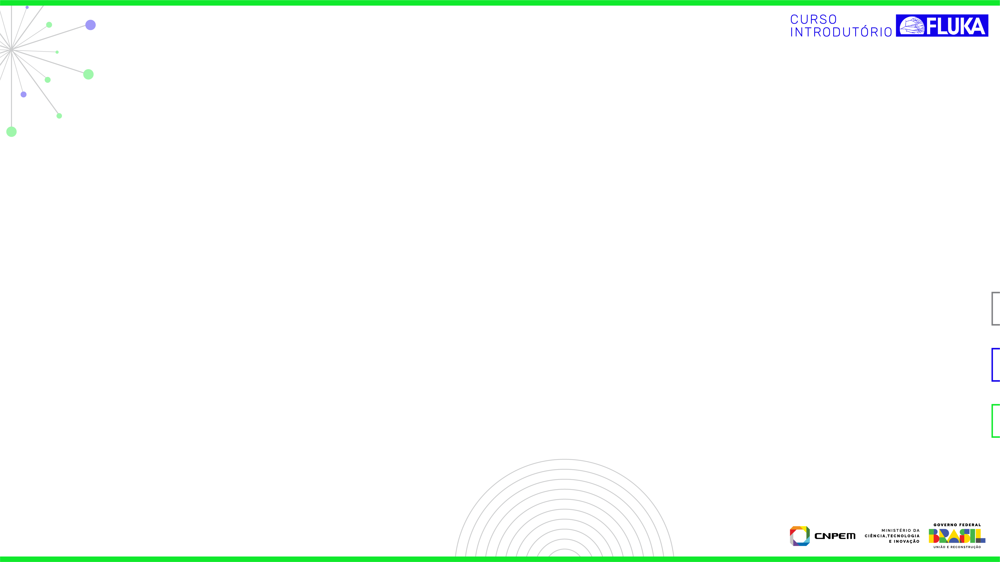 CURSO
INTRODUTÓRIO
FLUKA
CNPEM
MINISTÉRIO DA
CIÊNCIA,TECNOLOGIA
E INOVAÇÃO
GOVERNO FEDERAL
BRASIL
UNIÃO E RECONSTRUÇÃO